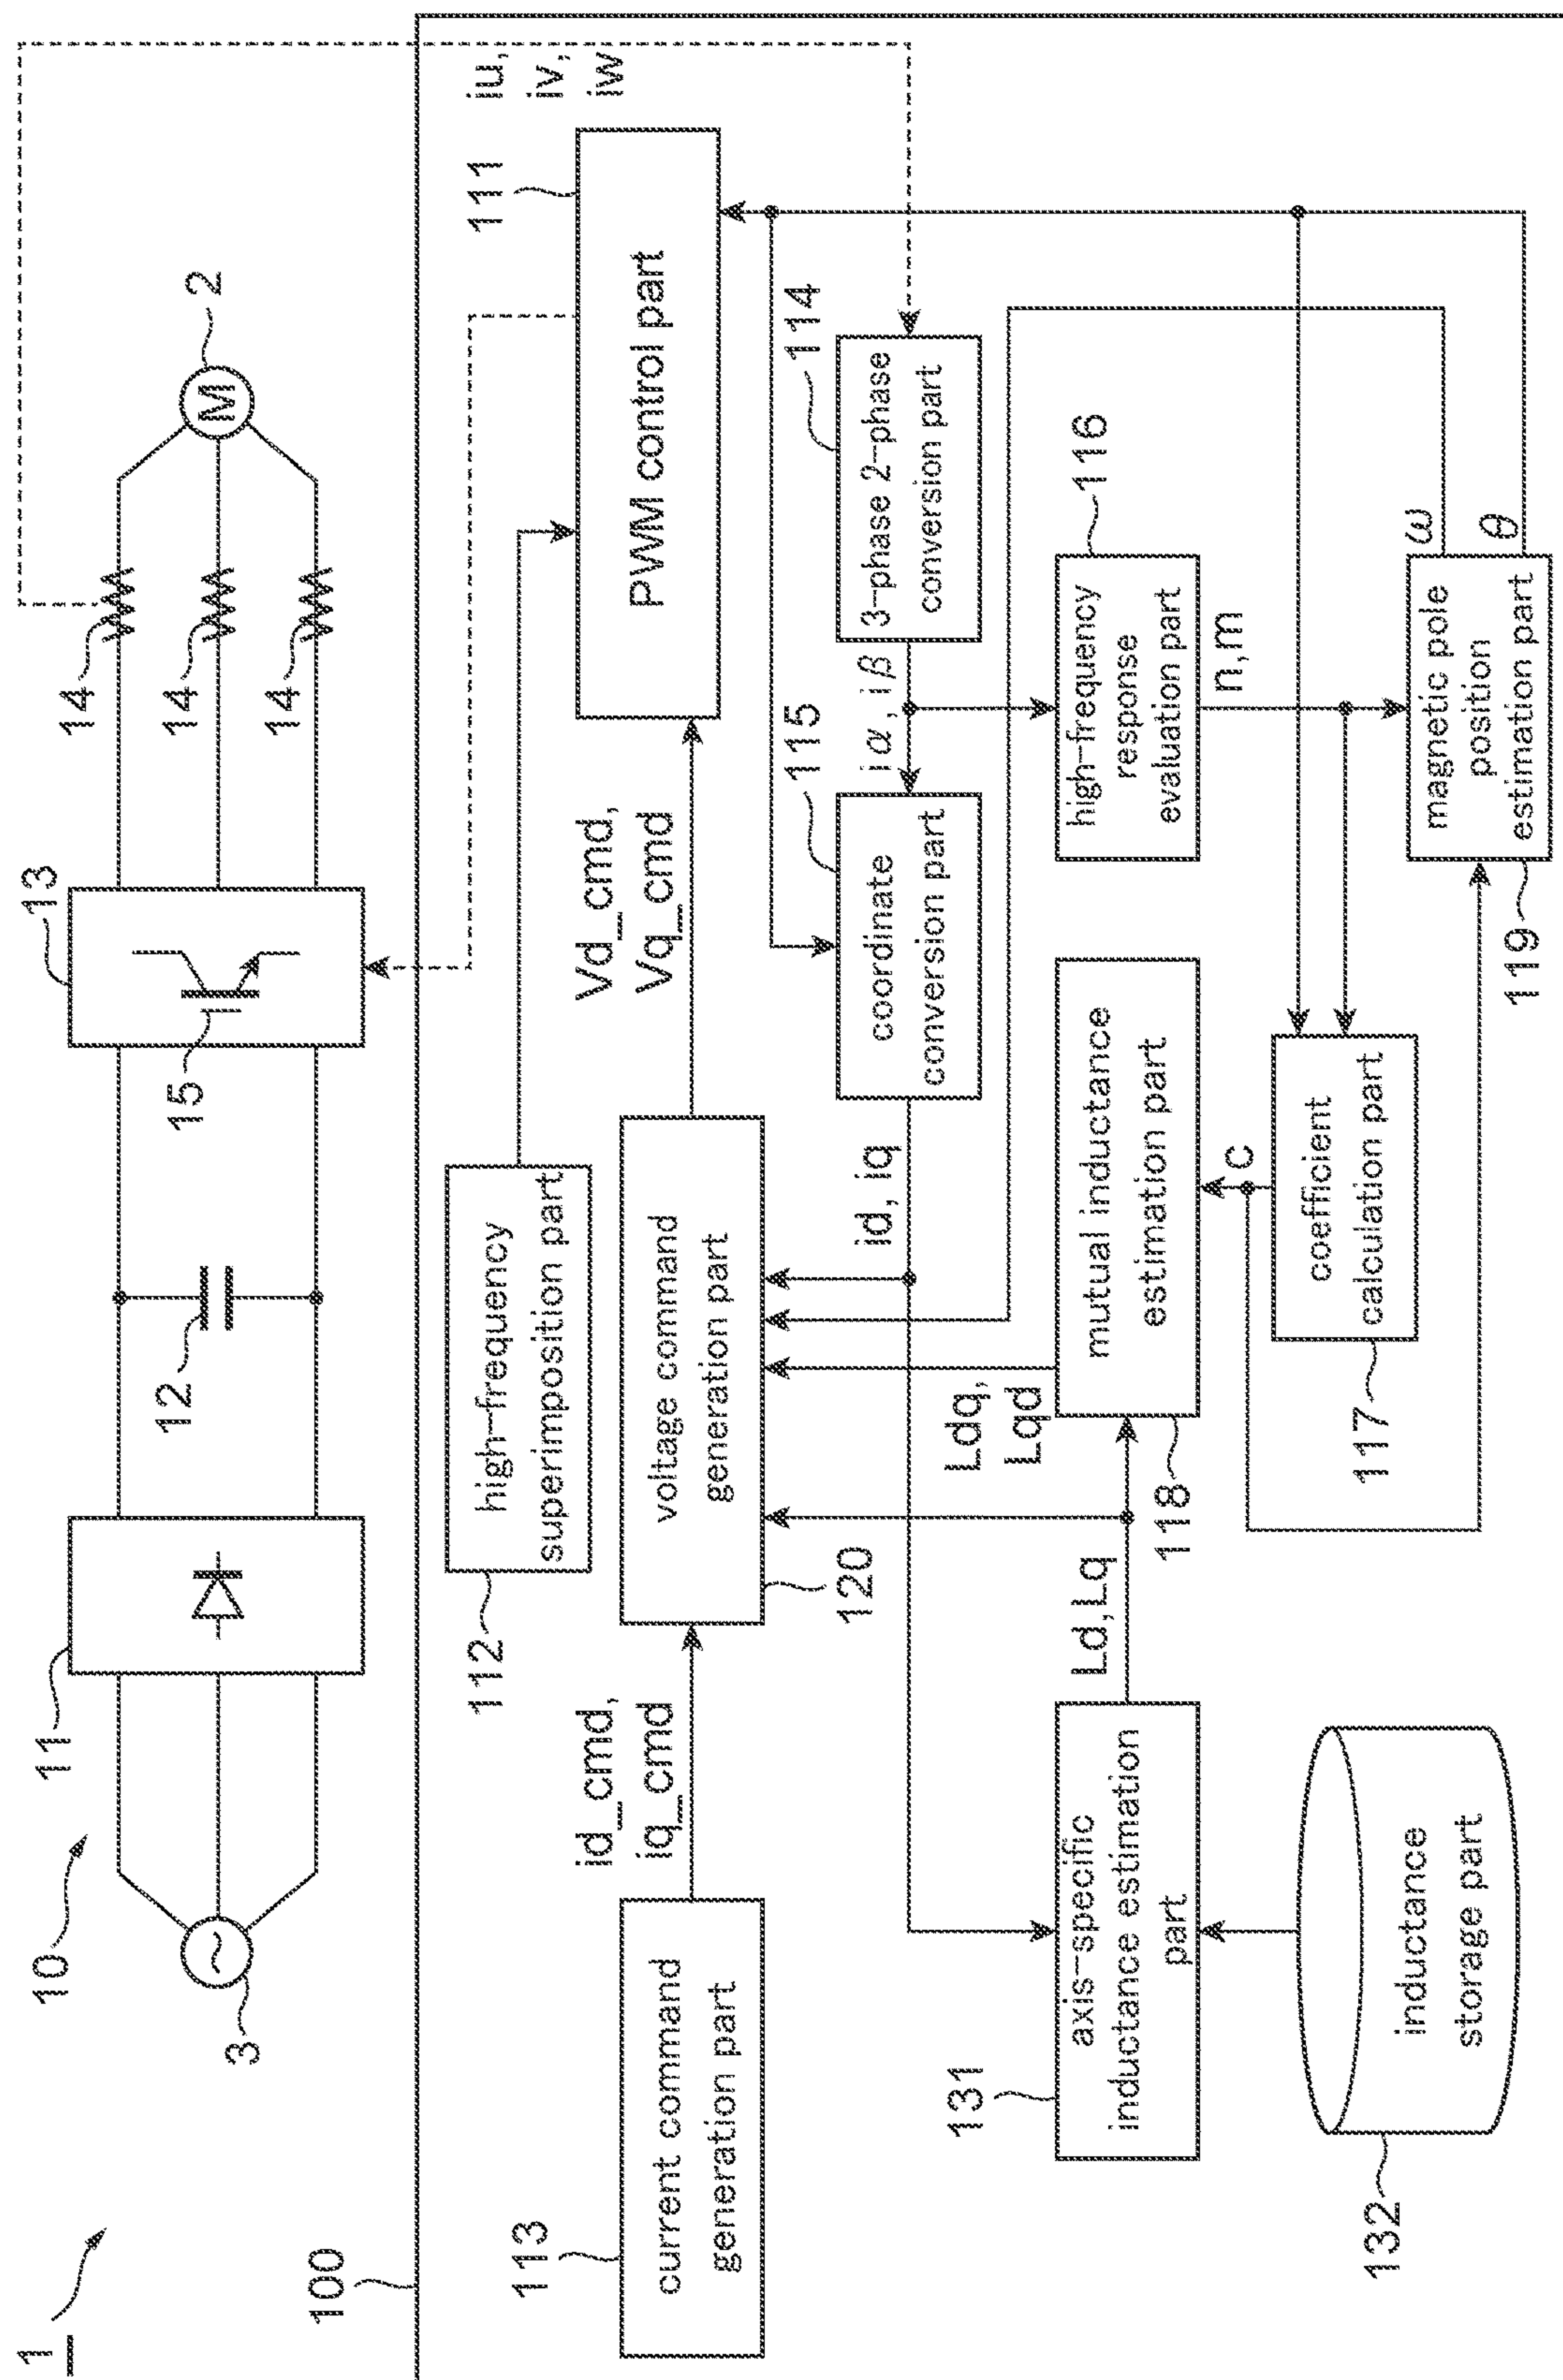 1
10
3
11
12
13
15
14
14
14
2
100
iu,
iv,
iw
113
current command
generation part
id_cmd,
iq_cmd
112
high-frequency
superimposition part
voltage command
generation part
120
Vd_cmd,
Vq_cmd
111
PWM control part
114
3-phase 2-phase
conversion part
iα, iβ
115
coordinate
conversion part
id, iq
116
high-frequency
response
evaluation part
n,m
131
axis-specific
inductance estimation
part
Ld,Lq
118
mutual inductance
estimation part
Ldq,
Lqd
c
117
coefficient
calculation part
119
magnetic pole
position
estimation part
ω
θ
132
inductance
storage part